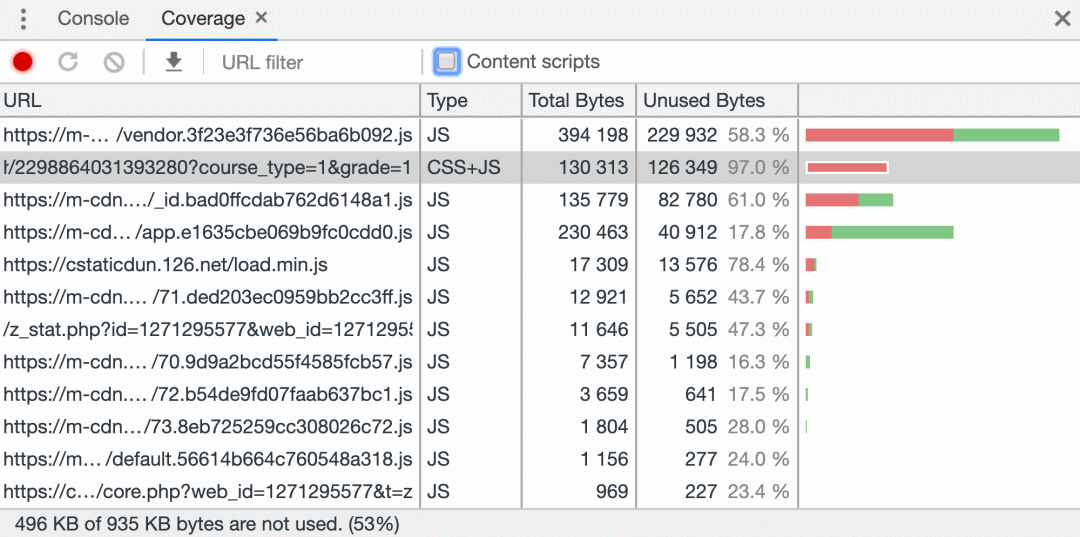 Console Coverage ×
URL filter Content scripts
URL Type Total Bytes Unused Bytes
https://m-… /vendor.3f23e3f736e56ba6b092.js JS 394 198 229 932 58.3 %
/2298864031393280?course_type=1&grade=1 CSS+JS 130 313 126 349 97.0 %
https://m-cdn.…/_id.bad0ffcdab762d6148a1.js JS 135 779 82 780 61.0 %
https://m-cd… /app.e1635cbe069b9fc0cdd0.js JS 230 463 40 912 17.8 %
https://cstaticdun.126.net/load.min.js JS 17 309 13 576 78.4 %
https://m-cdn.… /71.ded203ec0959bb2cc3ff.js JS 12 921 5 652 43.7 %
/z_stat.php?id=1271295577&web_id=12712955 JS 11 646 5 505 47.3 %
https://m-cdn.… /70.9d9a2bcd55f4585fcb57.js JS 7 357 1 198 16.3 %
https://m-cdn.… /72.b54de9fd07faab637bc1.js JS 3 659 641 17.5 %
https://m-cdn…/73.8eb725259cc308026c72.js JS 1 804 505 28.0 %
https://m… /default.56614b664c760548a318.js JS 1 156 277 24.0 %
https://c…/core.php?web_id=1271295577&t=z JS 969 227 23.4 %
496 KB of 935 KB bytes are not used. (53%)